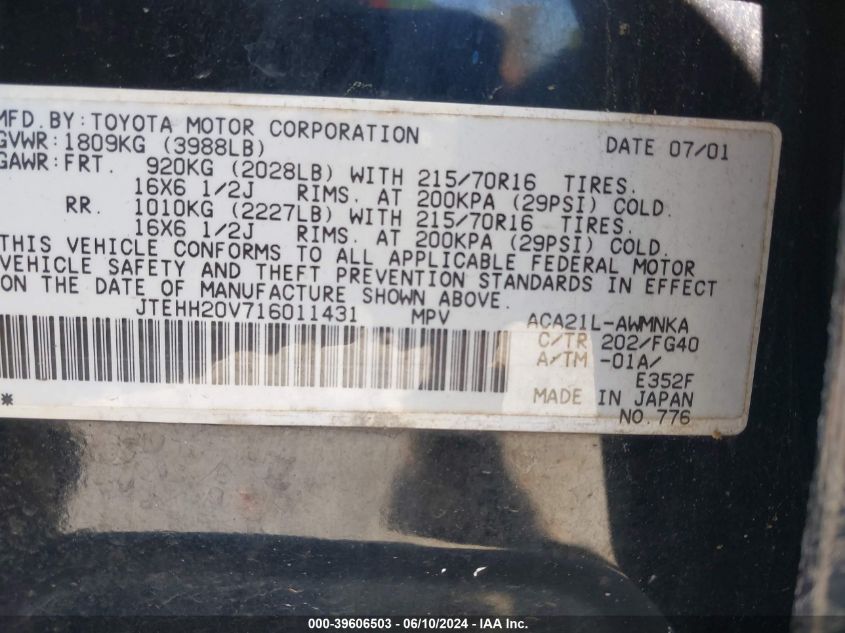 MFD. BY: TOYOTA MOTOR CORPORATION DATE 07/01
GVWR: 1809KG (3988LB)
GAWR: FRT. 920KG (2028LB) WITH 215/70R16 TIRES.
16X6 1/2J RIMS. AT 200KPA (29PSI) COLD.
RR. 1010KG (2227LB) WITH 215/70R16 TIRES.
16X6 1/2J RIMS. AT 200KPA (29PSI) COLD.
THIS VEHICLE CONFORMS TO ALL APPLICABLE FEDERAL MOTOR
VEHICLE SAFETY AND THEFT PREVENTION STANDARDS IN EFFECT
ON THE DATE OF MANUFACTURE SHOWN ABOVE.
JTEHH20V716011431 MPV ACA21L-AWMNKA
C/TR 202/FG40
A/TM -01A/
E352F
MADE IN JAPAN
* NO. 776
000-39606503 - 06/10/2024 - IAA Inc.